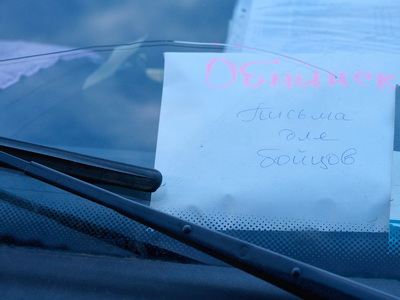 Обнинск
Письма
для
бойцов